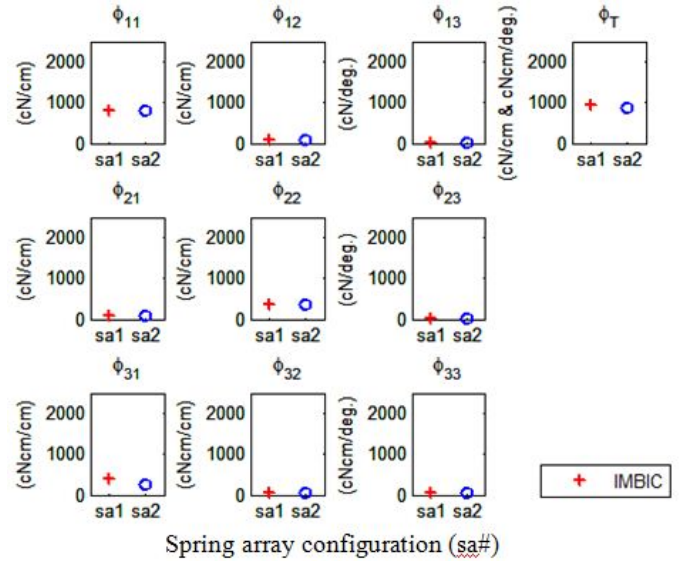 ϕ11 ϕ12 ϕ13 ϕT
(cN/cm) 2000 1000 0 sa1 sa2
(cN/cm) 2000 1000 0 sa1 sa2
(cN/deg.) 2000 1000 0 sa1 sa2
(cN/cm & cNcm/deg.) 2000 1000 0 sa1 sa2
ϕ21 ϕ22 ϕ23
(cN/cm) 2000 1000 0 sa1 sa2
(cN/cm) 2000 1000 0 sa1 sa2
(cN/deg.) 2000 1000 0 sa1 sa2
ϕ31 ϕ32 ϕ33
(cNcm/cm) 2000 1000 0 sa1 sa2
(cNcm/cm) 2000 1000 0 sa1 sa2
(cNcm/deg.) 2000 1000 0 sa1 sa2
IMBIC
Spring array configuration (sa#)